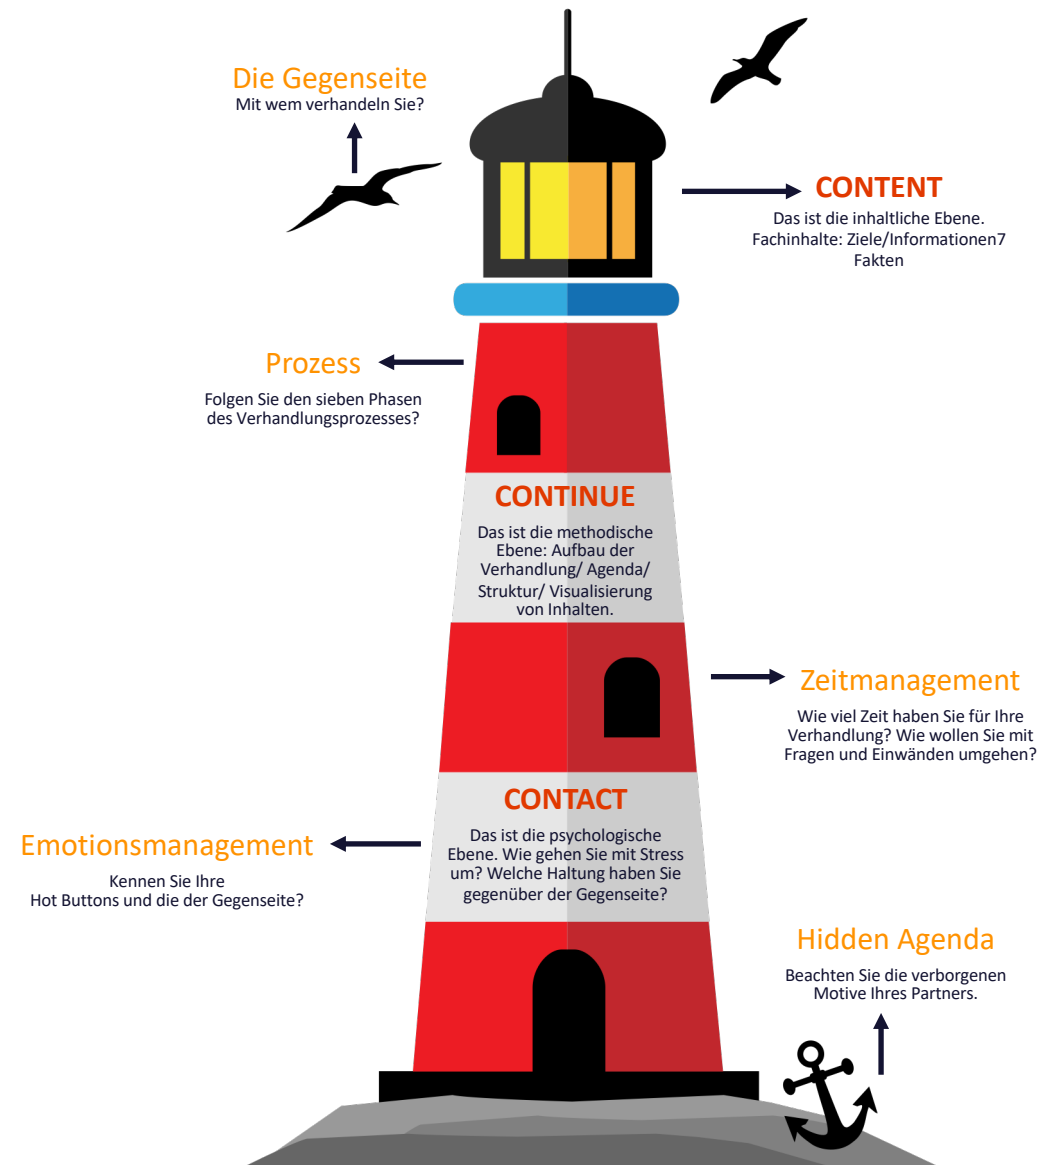 Die Gegenseite
Mit wem verhandeln Sie?
CONTENT
Das ist die inhaltliche Ebene.
Fachinhalte: Ziele/Informationen7
Fakten
Prozess
Folgen Sie den sieben Phasen
des Verhandlungsprozesses?
CONTINUE
Das ist die methodische
Ebene: Aufbau der
Verhandlung/ Agenda/
Struktur/ Visualisierung
von Inhalten.
Zeitmanagement
Wie viel Zeit haben Sie für Ihre
Verhandlung? Wie wollen Sie mit
Fragen und Einwänden umgehen?
CONTACT
Das ist die psychologische
Ebene. Wie gehen Sie mit Stress
um? Welche Haltung haben Sie
gegenüber der Gegenseite?
Emotionsmanagement
Kennen Sie Ihre
Hot Buttons und die der Gegenseite?
Hidden Agenda
Beachten Sie die verborgenen
Motive Ihres Partners.